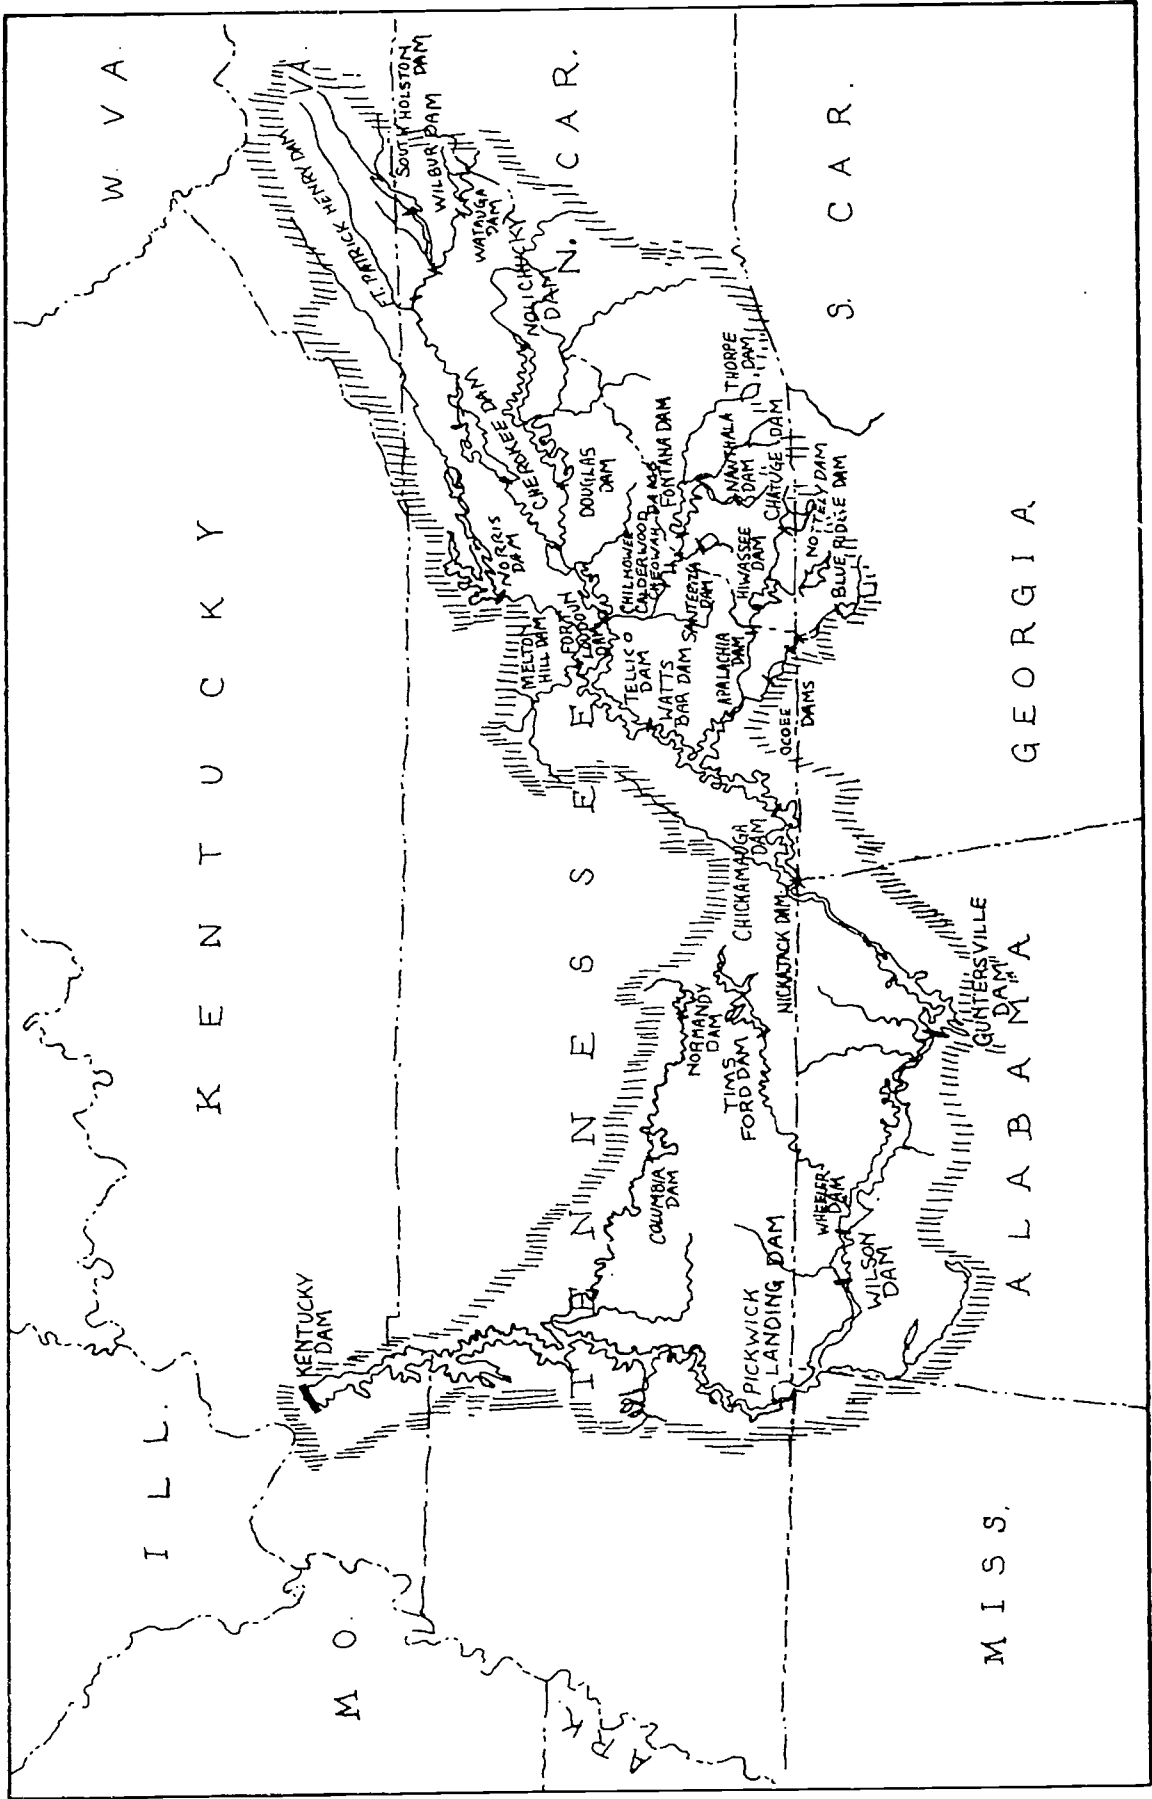 W. VA.
VA.
ILL.
KENTUCKY
MO.
ARK.
TENNESSEE
N. CAR.
S. CAR.
GEORGIA
ALABAMA
MISS.
KENTUCKY
DAM
FT. PATRICK HENRY DAM
SOUTH HOLSTON
DAM
WILBUR DAM
WATAUGA
DAM
NOLICHUCKY
DAM
CHEROKEE DAM
DOUGLAS
DAM
NORRIS
DAM
MELTON
HILL DAM
FORT
LOUDOUN
DAM
TELLICO
DAM
WATTS
BAR DAM
CHILHOWEE
CALDERWOOD
CHEOWAH DAMS
FONTANA DAM
SANTEETLA
DAM
NANTHALA
DAM
THORPE
DAM
CHATUGE DAM
HIWASSEE
DAM
NOTTELY DAM
BLUE RIDGE DAM
APALACHIA
DAM
OCOEE
DAMS
CHICKAMAUGA
DAM
NICKAJACK DAM
NORMANDY
DAM
TIMS
FORD DAM
COLUMBIA
DAM
GUNTERSVILLE
DAM
WHEELER
DAM
WILSON
DAM
PICKWICK
LANDING DAM